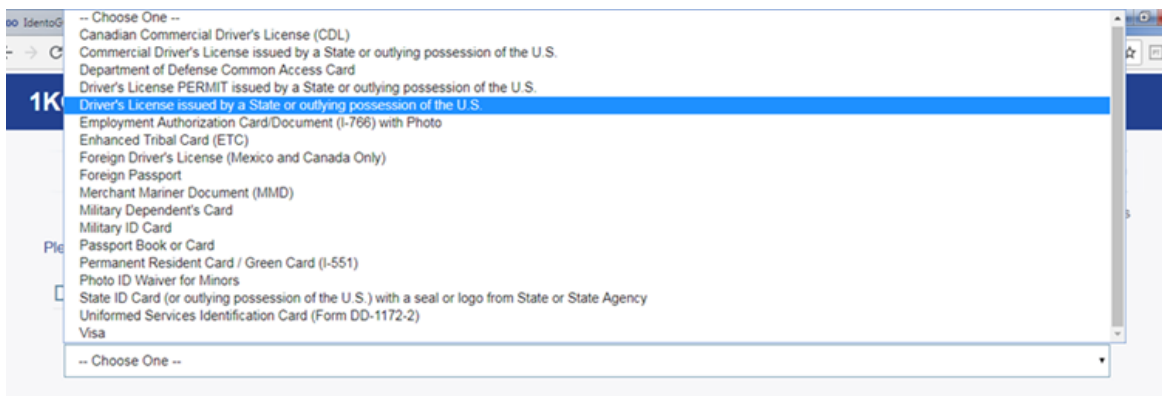 IdentoG
-- Choose One --
Canadian Commercial Driver's License (CDL)
Commercial Driver's License issued by a State or outlying possession of the U.S.
Department of Defense Common Access Card
Driver's License PERMIT issued by a State or outlying possession of the U.S.
1K
Driver's License issued by a State or outlying possession of the U.S.
Employment Authorization Card/Document (I-766) with Photo
Enhanced Tribal Card (ETC)
Foreign Driver's License (Mexico and Canada Only)
Foreign Passport
Merchant Mariner Document (MMD)
Military Dependent's Card
Military ID Card
Ple
Passport Book or Card
Permanent Resident Card / Green Card (I-551)
Photo ID Waiver for Minors
State ID Card (or outlying possession of the U.S.) with a seal or logo from State or State Agency
Uniformed Services Identification Card (Form DD-1172-2)
Visa
-- Choose One --